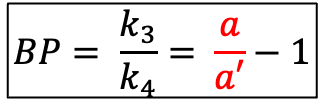 BP = k₃/k₄ = a/a′ − 1